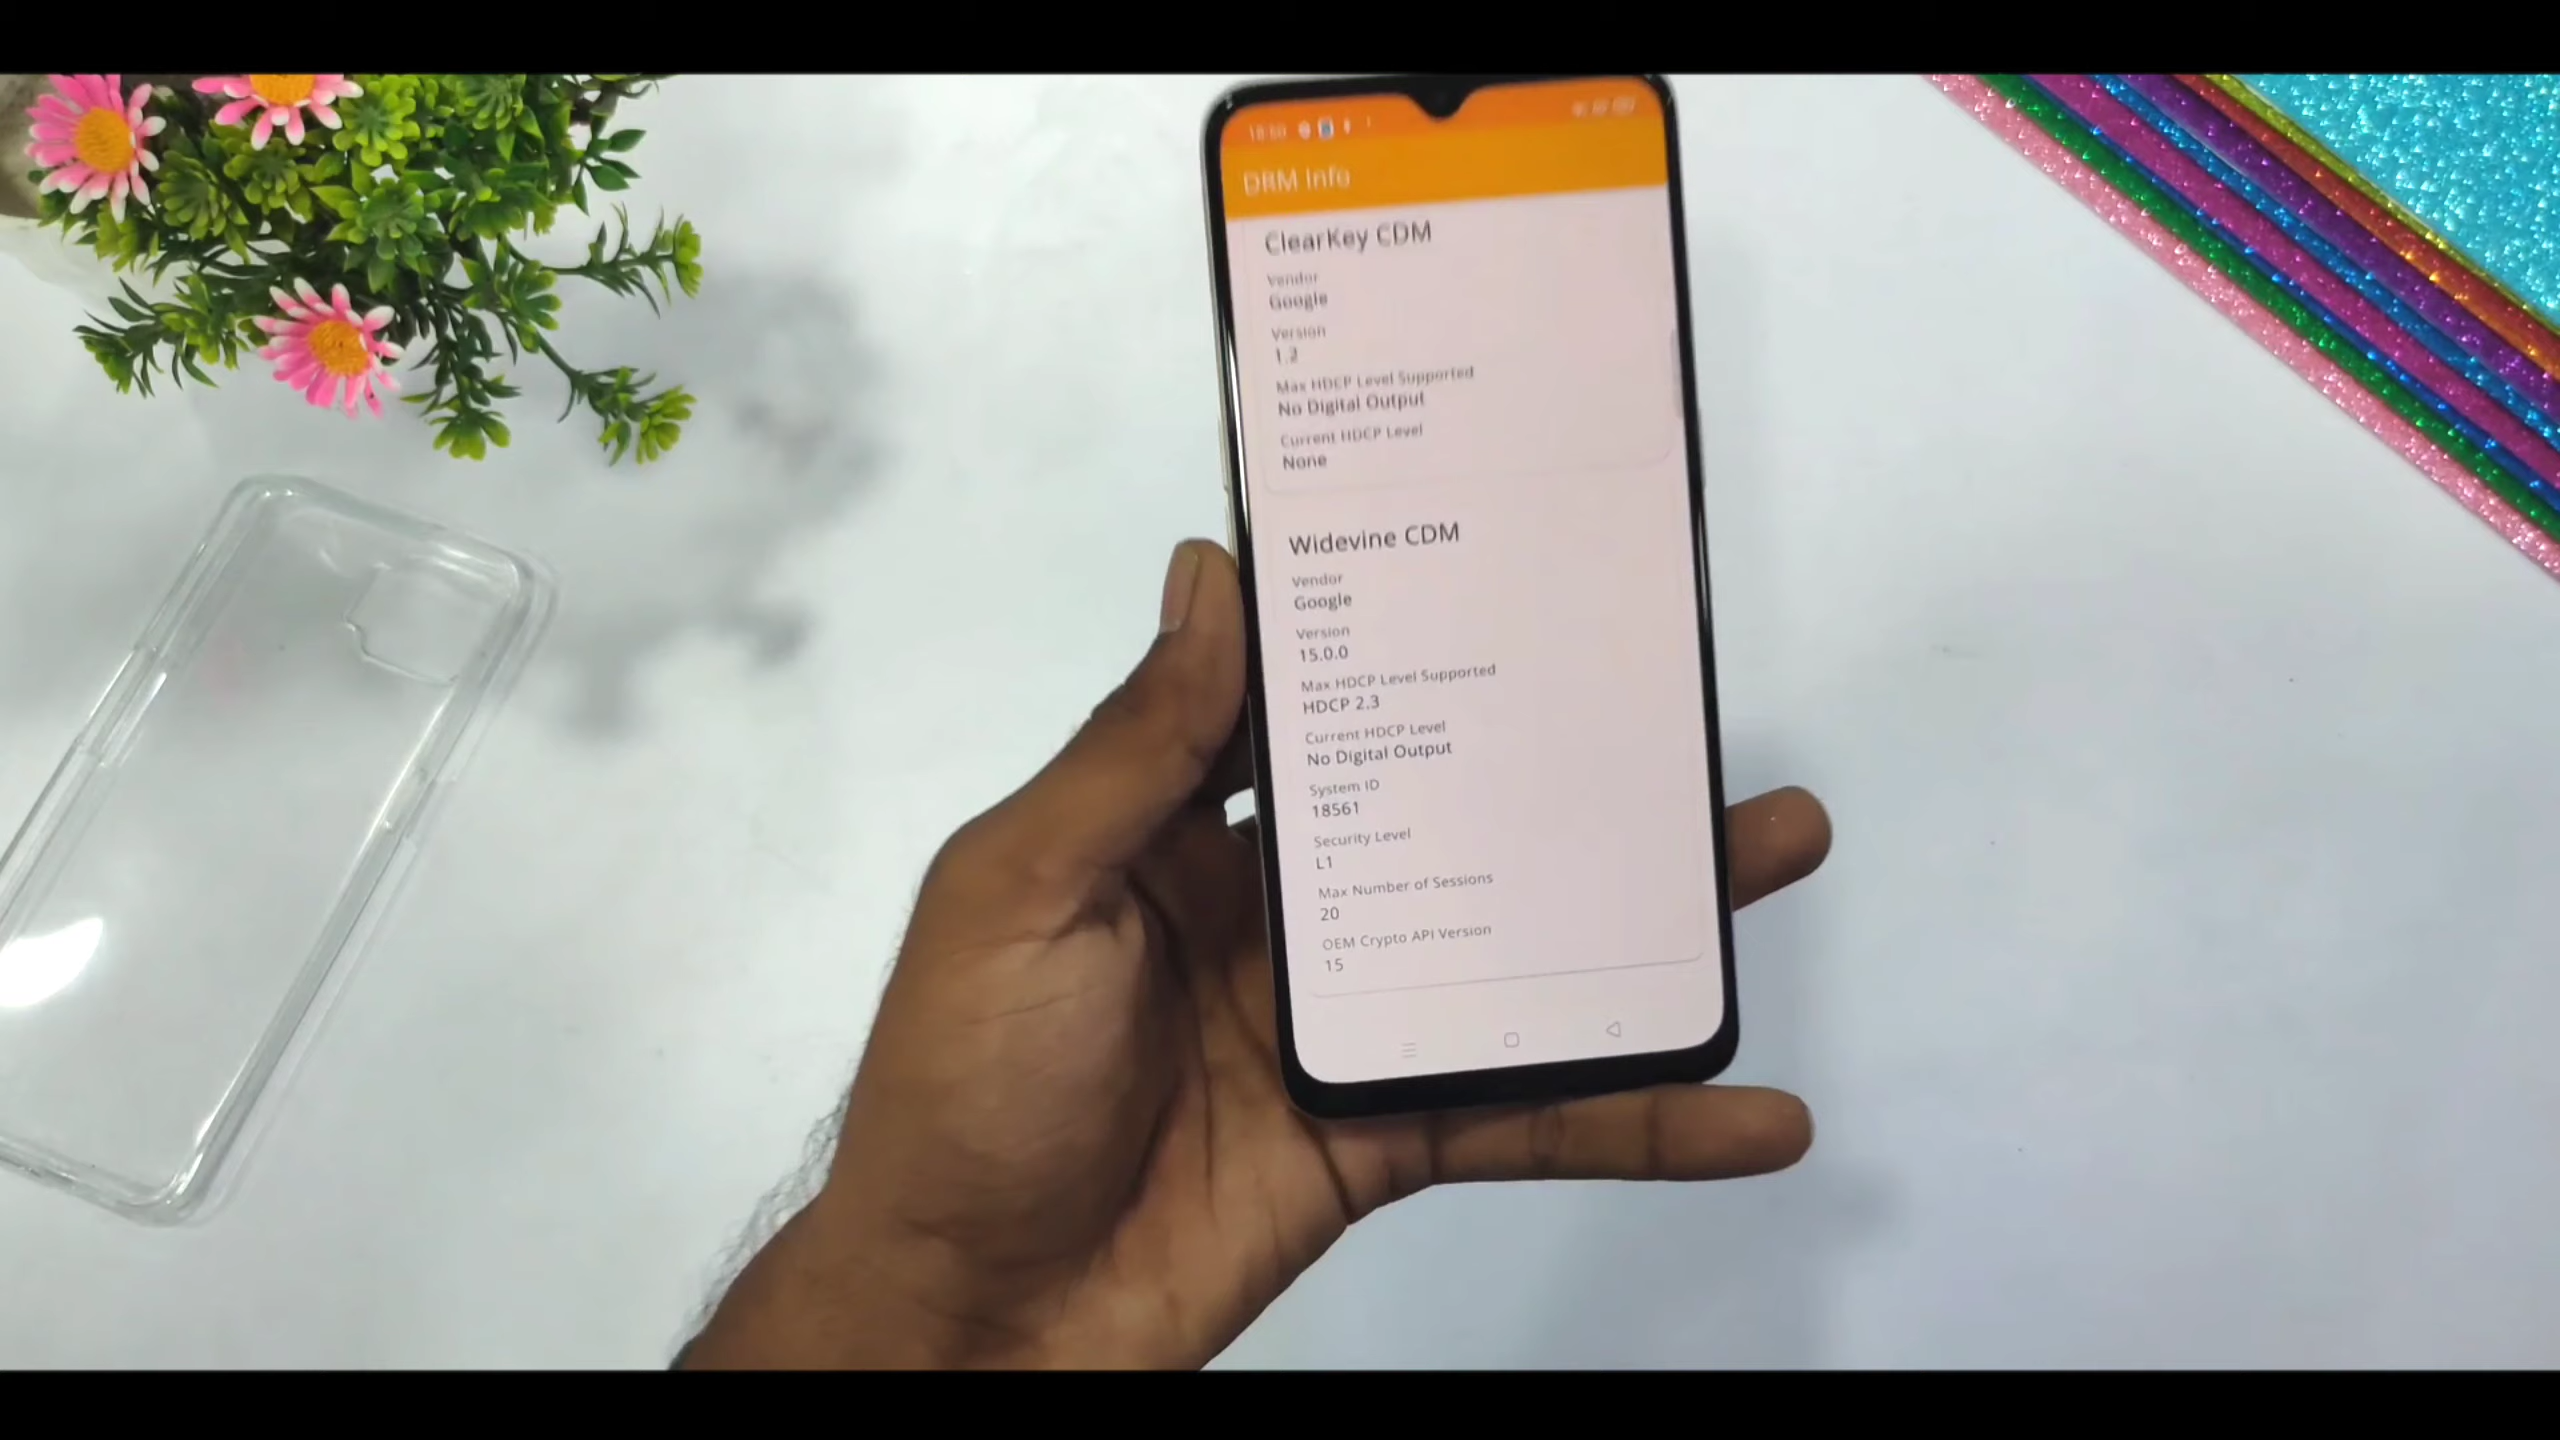 18:50
DRM Info
ClearKey CDM
Vendor
Google
Version
1.2
Max HDCP Level Supported
No Digital Output
Current HDCP Level
None
Widevine CDM
Vendor
Google
Version
15.0.0
Max HDCP Level Supported
HDCP 2.3
Current HDCP Level
No Digital Output
System ID
18561
Security Level
L1
Max Number of Sessions
20
OEM Crypto API Version
15